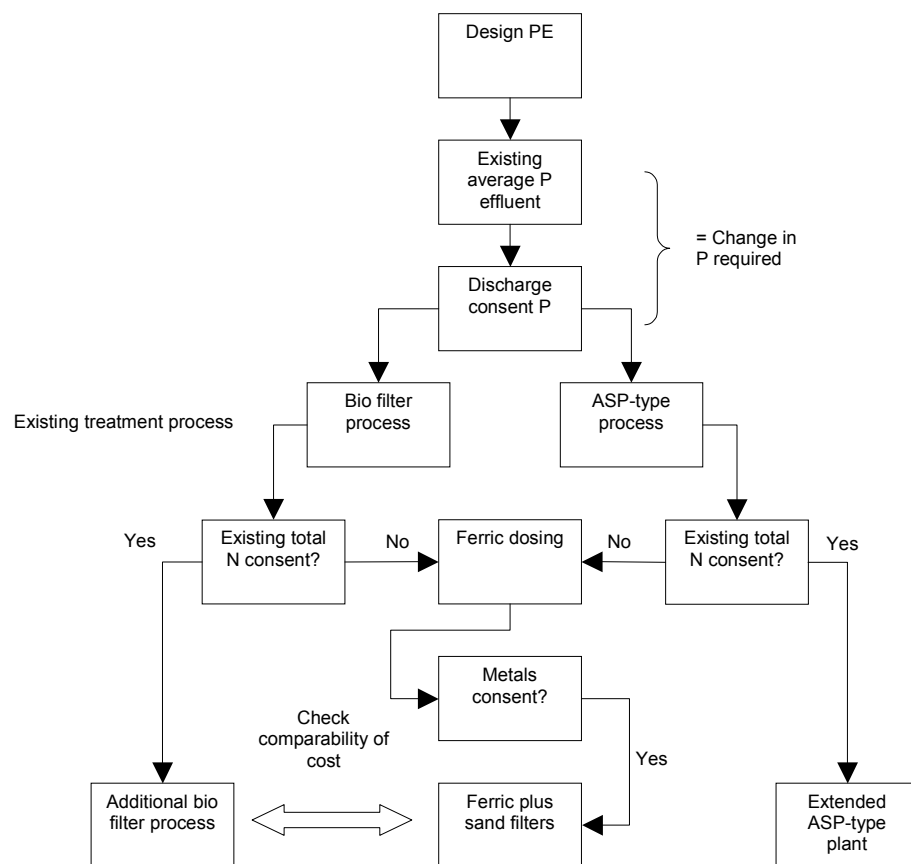 Design PE
Existing
average P
effluent
= Change in
P required
Discharge
consent P
Existing treatment process
Bio filter
process
ASP-type
process
Yes
Existing total
N consent?
No
Ferric dosing
No
Existing total
N consent?
Yes
Metals
consent?
Check
comparability of
cost
Yes
Additional bio
filter process
Ferric plus
sand filters
Extended
ASP-type
plant